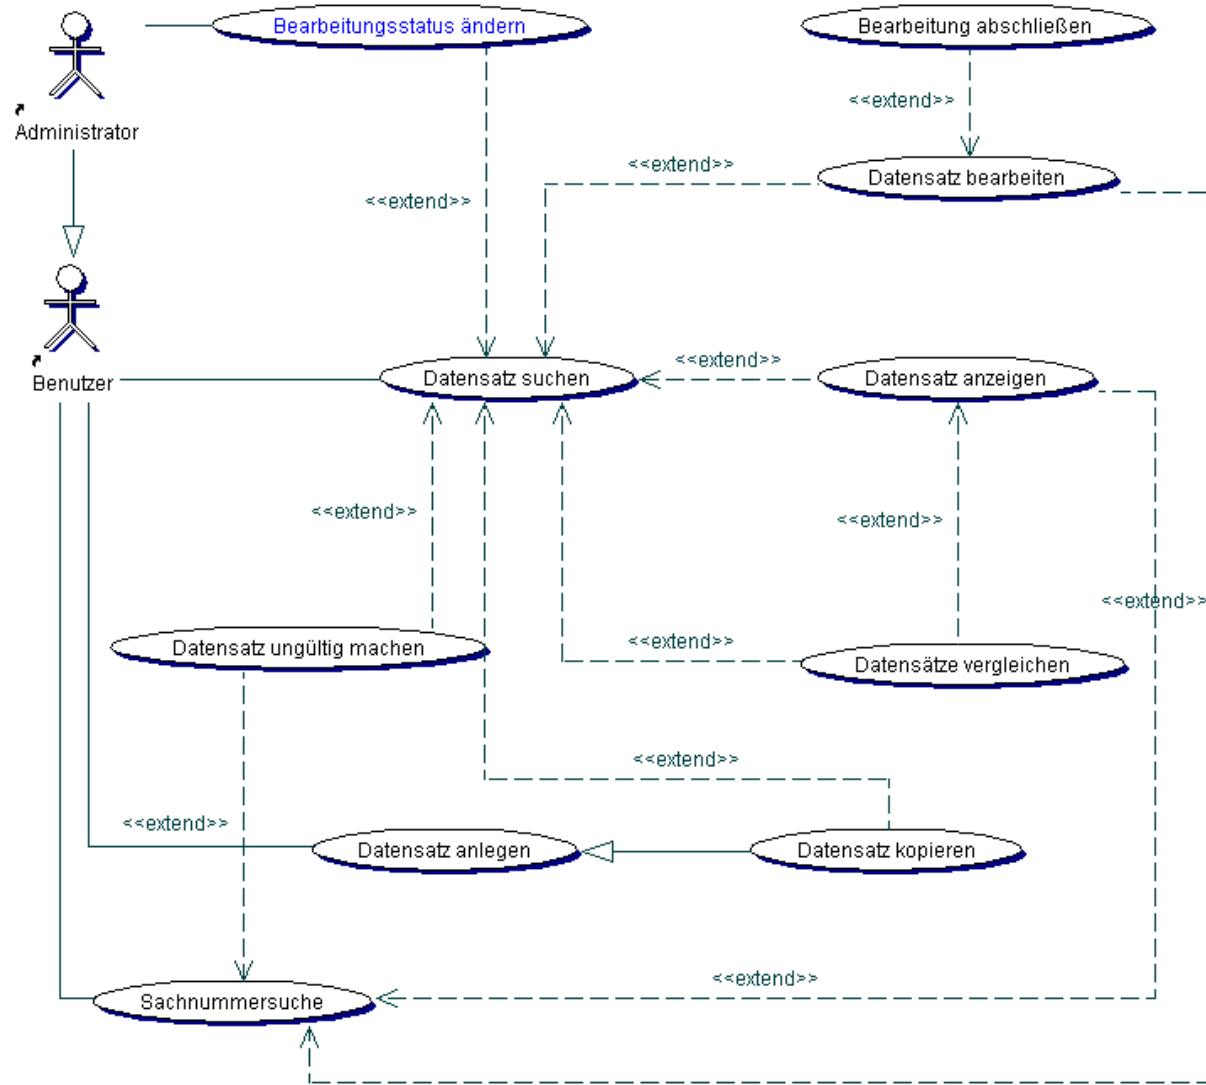 Bearbeitungsstatus ändern
Bearbeitung abschließen
<<extend>>
Administrator
<<extend>>
Datensatz bearbeiten
<<extend>>
<<extend>>
Benutzer
Datensatz suchen
Datensatz anzeigen
<<extend>>
<<extend>>
<<extend>>
<<extend>>
Datensatz ungültig machen
Datensätze vergleichen
<<extend>>
<<extend>>
Datensatz anlegen
Datensatz kopieren
<<extend>>
Sachnummersuche